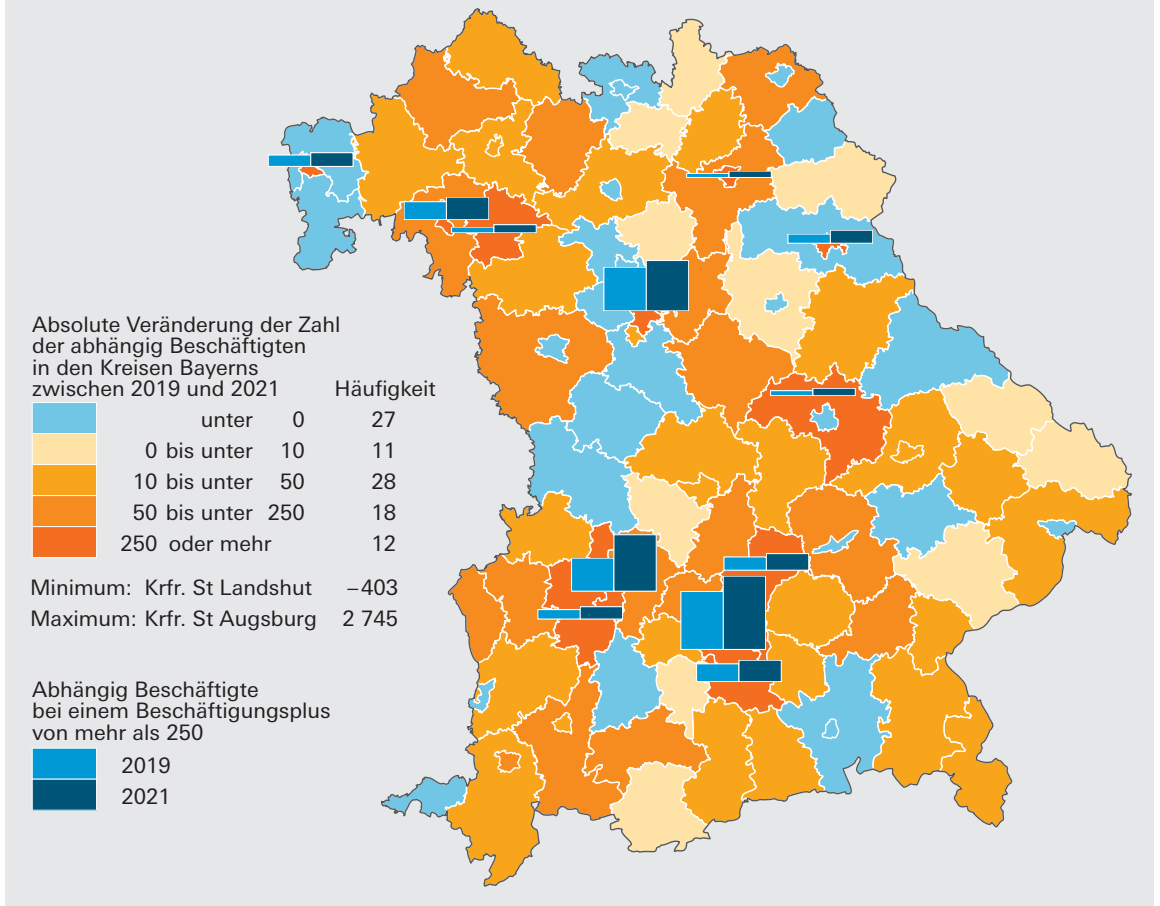 Absolute Veränderung der Zahl
der abhängig Beschäftigten
in den Kreisen Bayerns
zwischen 2019 und 2021 Häufigkeit
unter 0 27
0 bis unter 10 11
10 bis unter 50 28
50 bis unter 250 18
250 oder mehr 12
Minimum: Krfr. St Landshut –403
Maximum: Krfr. St Augsburg 2 745
Abhängig Beschäftigte
bei einem Beschäftigungsplus
von mehr als 250
2019
2021